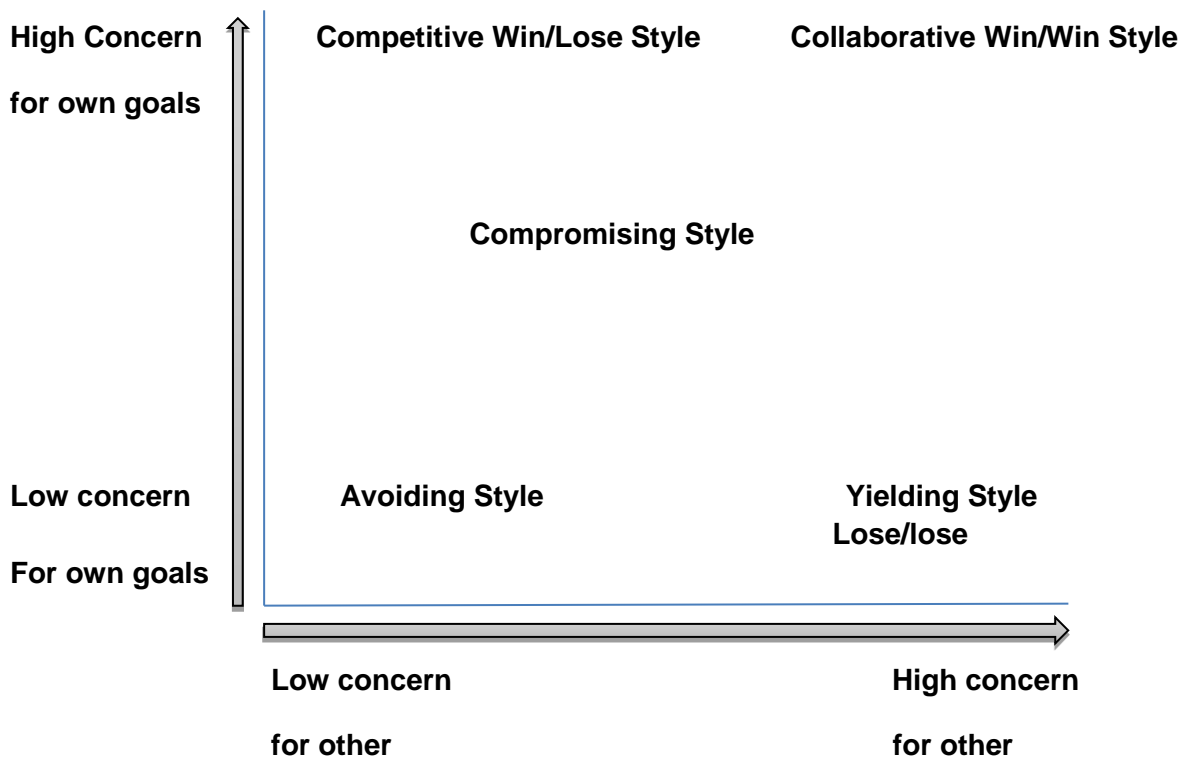 High Concern
for own goals
Competitive Win/Lose Style
Collaborative Win/Win Style
Compromising Style
Low concern
For own goals
Avoiding Style
Yielding Style
Lose/lose
Low concern
for other
High concern
for other